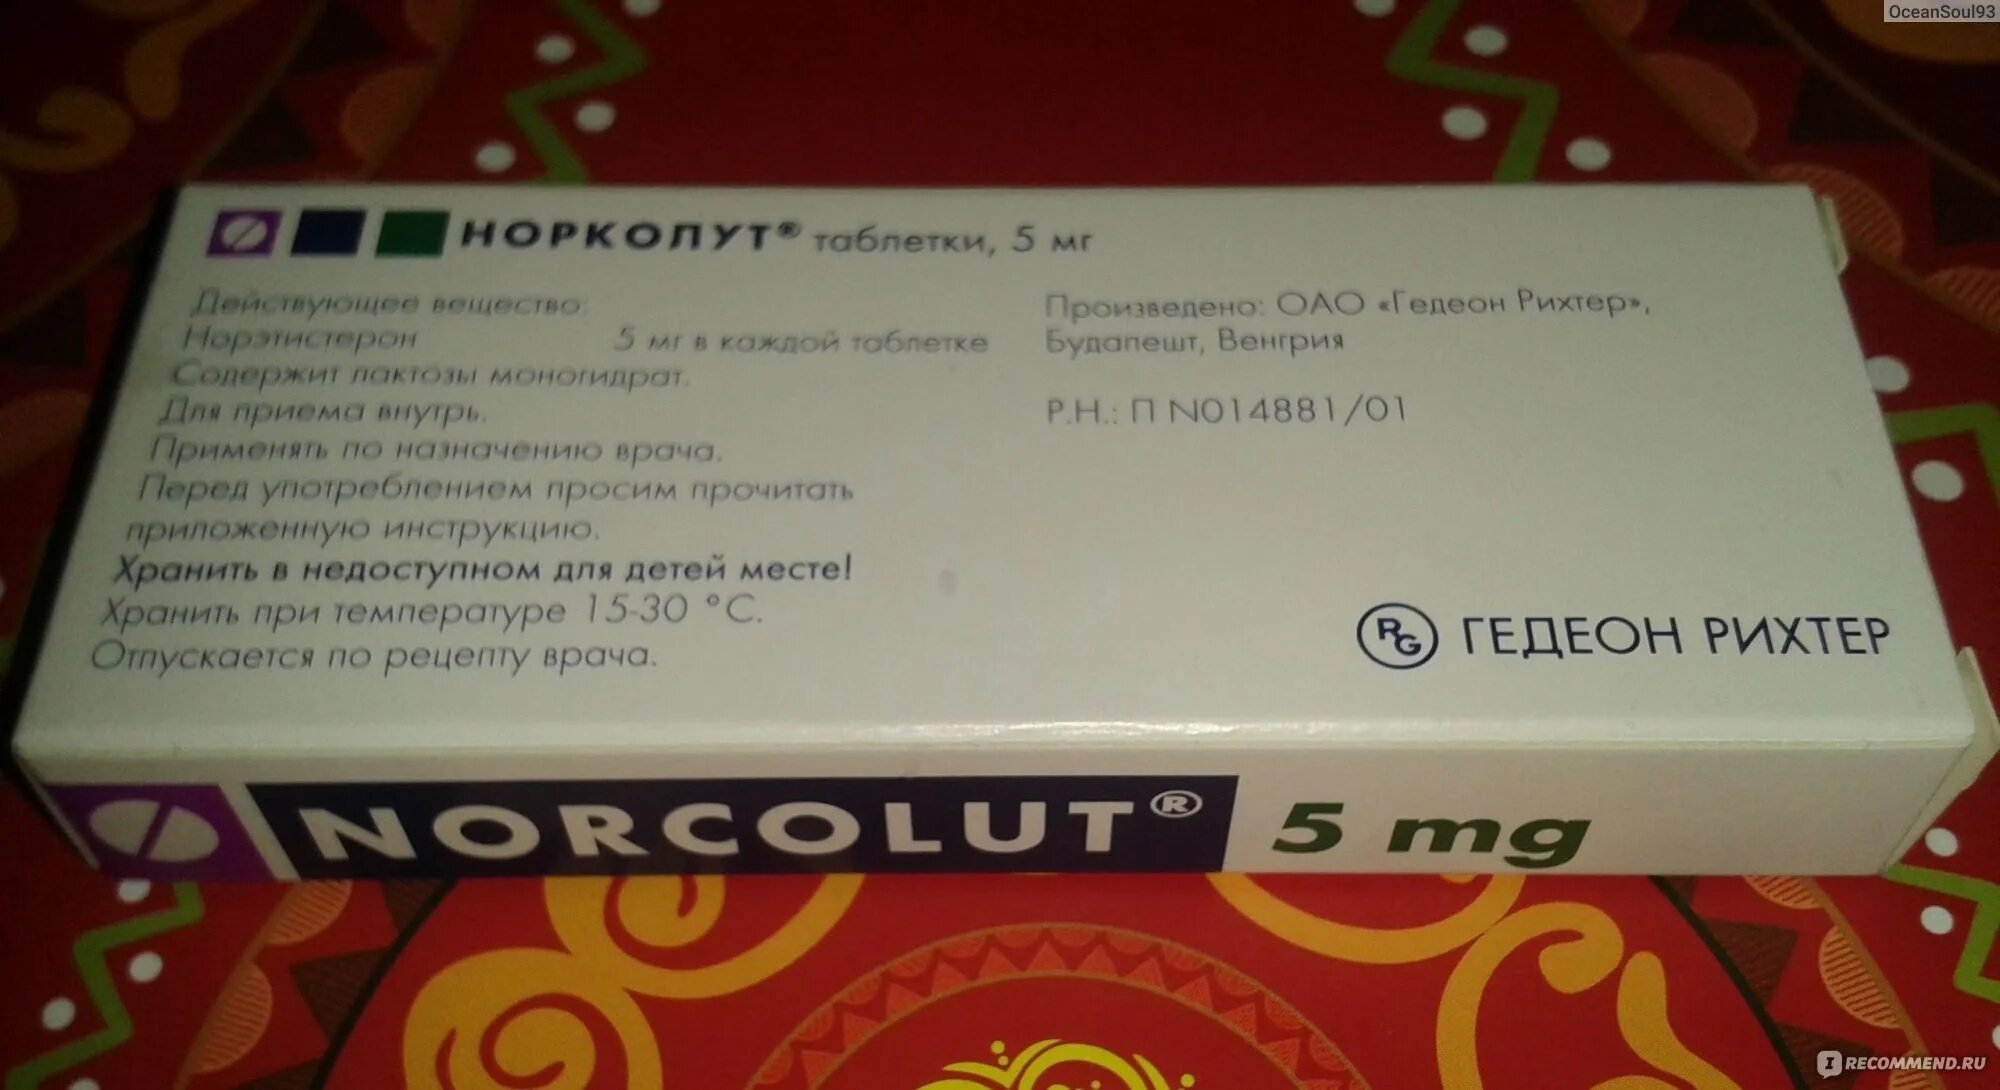 OceanSoul93
НОРКОЛУТ® таблетки, 5 мг
Действующее вещество:
Норэтистерон 5 мг в каждой таблетке
Содержит лактозы моногидрат.
Для приема внутрь.
Применять по назначению врача.
Перед употреблением просим прочитать
приложенную инструкцию.
Хранить в недоступном для детей месте!
Хранить при температуре 15-30 °C.
Отпускается по рецепту врача.
Произведено: ОАО «Гедеон Рихтер»,
Будапешт, Венгрия
Р.Н.: П N014881/01
RG ГЕДЕОН РИХТЕР
NORCOLUT® 5 mg
I RECOMMEND.RU